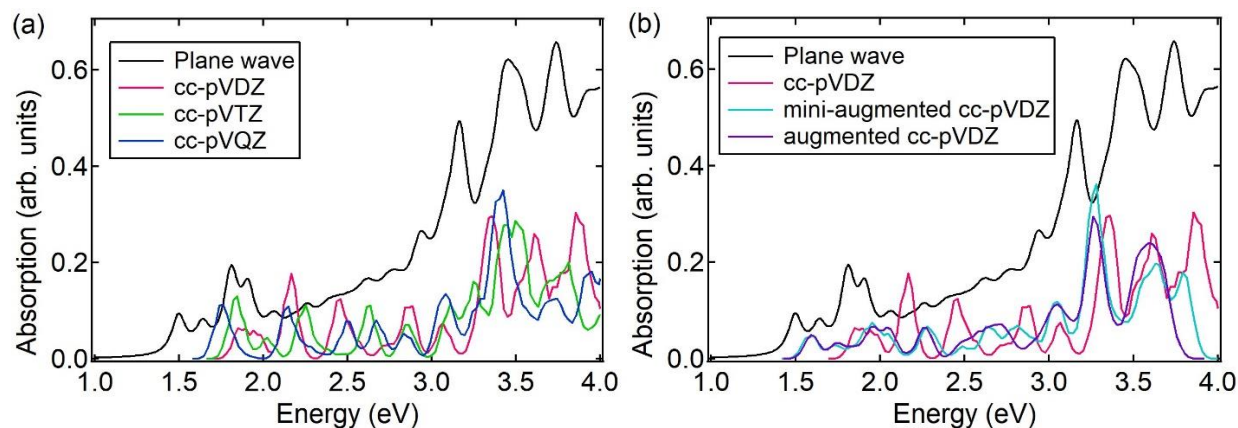 (a)
Plane wave
cc-pVDZ
cc-pVTZ
cc-pVQZ
Absorption (arb. units)
0.6
0.4
0.2
0.0
1.0 1.5 2.0 2.5 3.0 3.5 4.0
Energy (eV)
(b)
Plane wave
cc-pVDZ
mini-augmented cc-pVDZ
augmented cc-pVDZ
Absorption (arb. units)
0.6
0.4
0.2
0.0
1.0 1.5 2.0 2.5 3.0 3.5 4.0
Energy (eV)